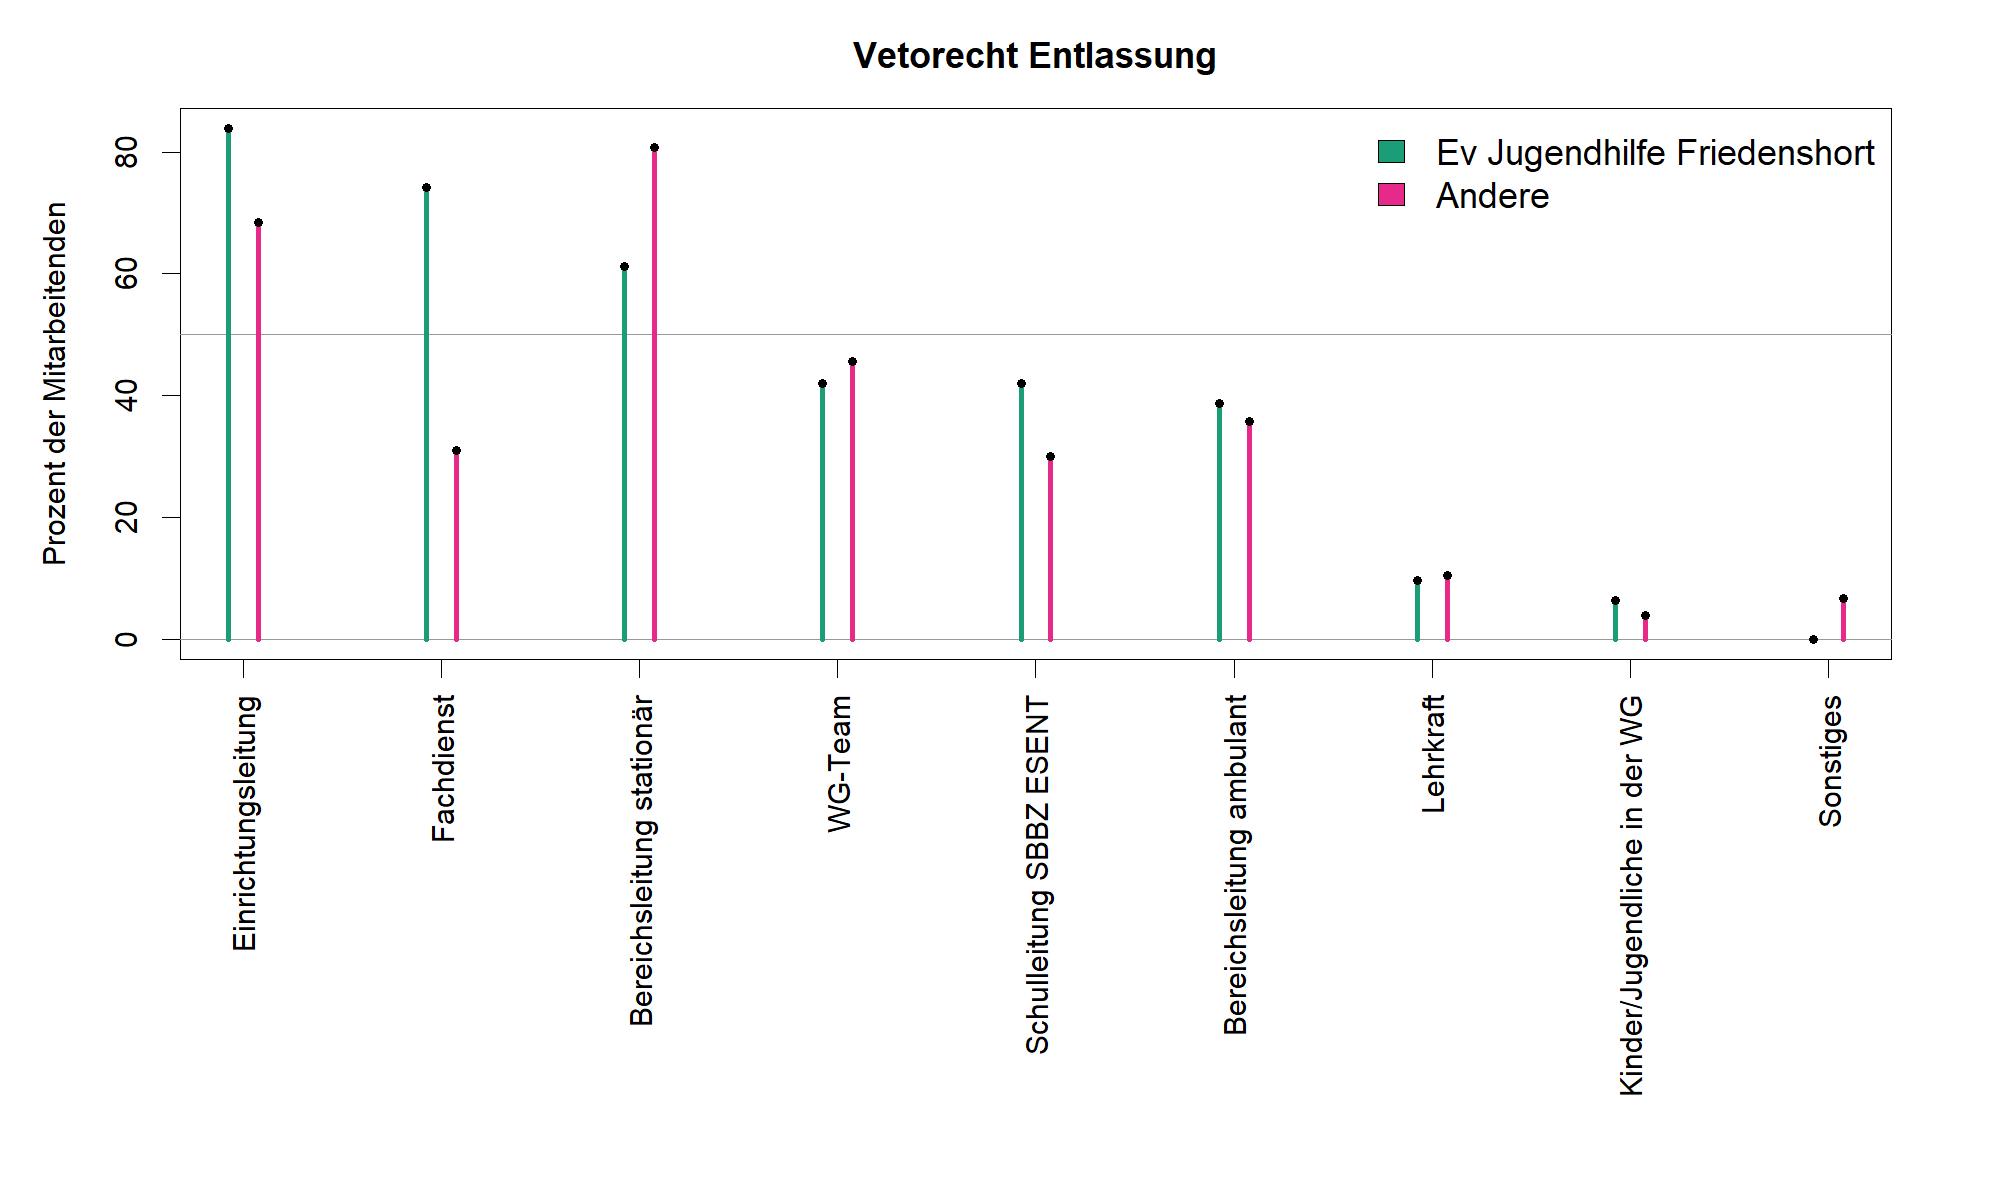 Vetorecht Entlassung
Ev Jugendhilfe Friedenshort
Andere
Prozent der Mitarbeitenden
80
60
40
20
0
Einrichtungsleitung
Fachdienst
Bereichsleitung stationär
WG-Team
Schulleitung SBBZ ESENT
Bereichsleitung ambulant
Lehrkraft
Kinder/Jugendliche in der WG
Sonstiges